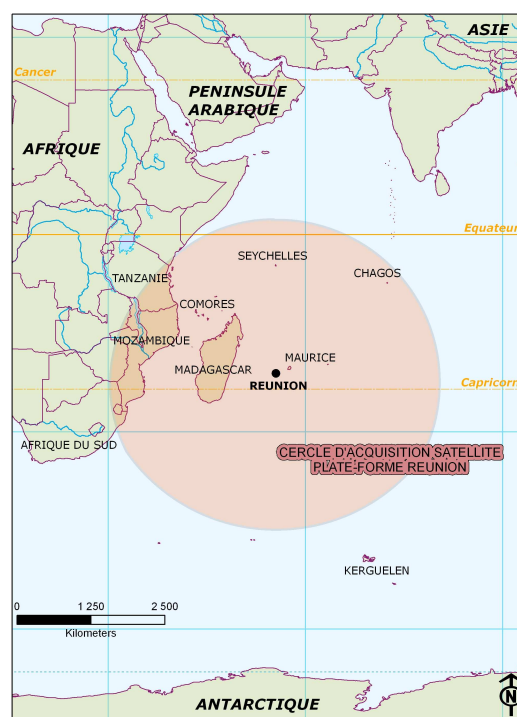 ASIE
Cancer
PENINSULE
ARABIQUE
AFRIQUE
Equateur
SEYCHELLES
CHAGOS
TANZANIE
COMORES
MOZAMBIQUE
MAURICE
MADAGASCAR
REUNION
Capricorn
AFRIQUE DU SUD
CERCLE D'ACQUISITION SATELLITE
PLATE-FORME REUNION
KERGUELEN
0 1 250 2 500
Kilometers
N
ANTARCTIQUE